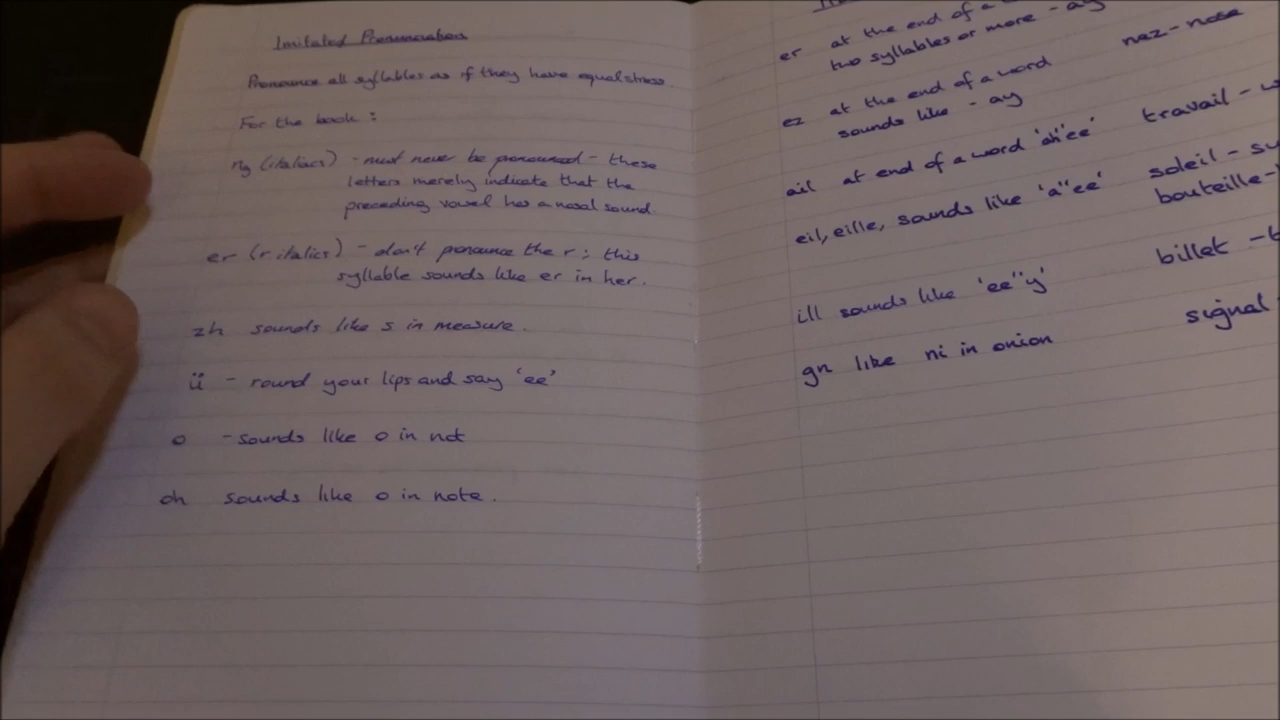 Imitated Pronunciation
Pronounce all syllables as if they have equal stress.
For the book :
ng (italics) - must never be pronounced - these
letters merely indicate that the
preceding vowel has a nasal sound.
er (r italics) - don't pronounce the r ; this
syllable sounds like er in her.
zh sounds like s in measure.
ü - round your lips and say 'ee'
o - sounds like o in not
oh sounds like o in note.
er at the end of a
two syllables or more - ay
nez - nose
ez at the end of a word
sounds like - ay
ail at end of a word 'ah"ee' travail -
eil, eille, sounds like 'a"ee' soleil - su
bouteille -
ill sounds like 'ee"y' billet - b
gn like ni in onion signal